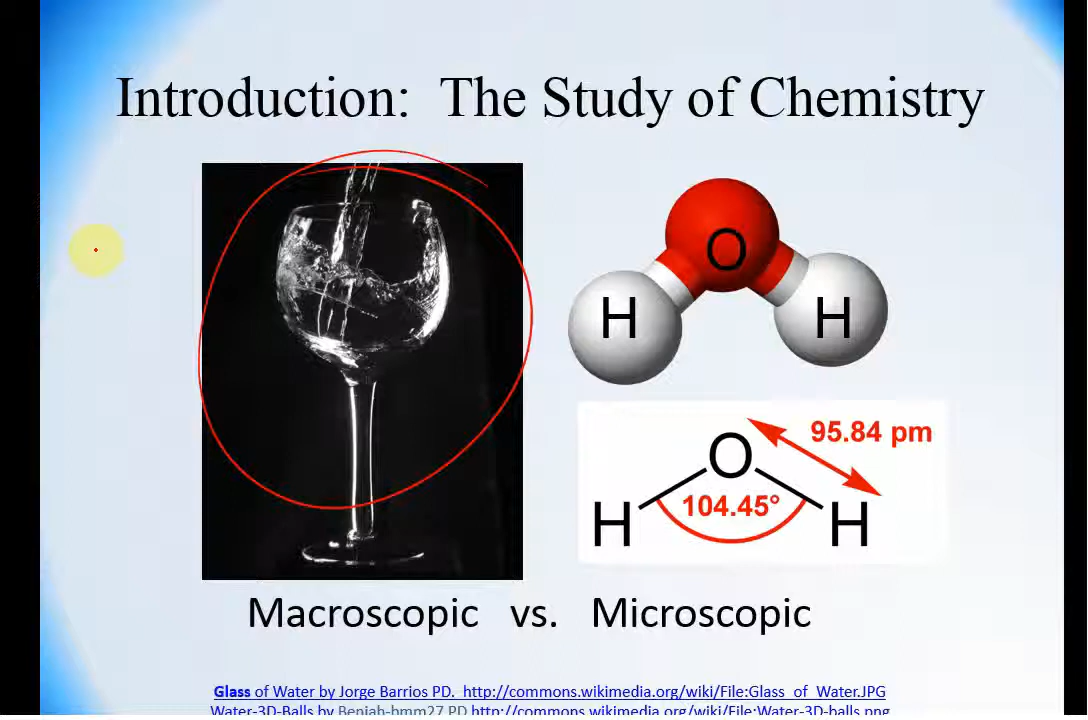 Introduction: The Study of Chemistry
O
H H
95.84 pm
O
104.45°
H H
Macroscopic vs. Microscopic
Glass of Water by Jorge Barrios PD. http://commons.wikimedia.org/wiki/File:Glass_of_Water.JPG
Water-3D-Balls by Benjah-bmm27 PD http://commons.wikimedia.org/wiki/File:Water-3D-balls.png